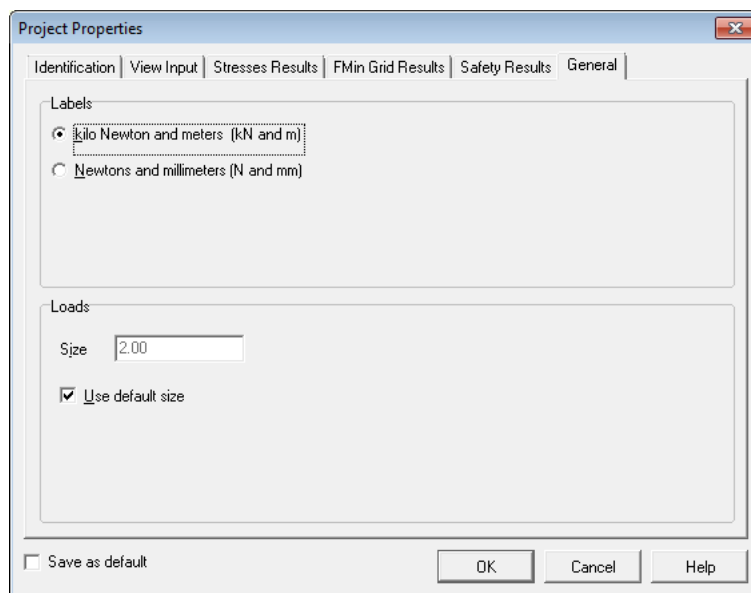 Project Properties
Identification View Input Stresses Results FMin Grid Results Safety Results General
Labels
kilo Newton and meters (kN and m)
Newtons and millimeters (N and mm)
Loads
Size 2.00
Use default size
Save as default
OK Cancel Help